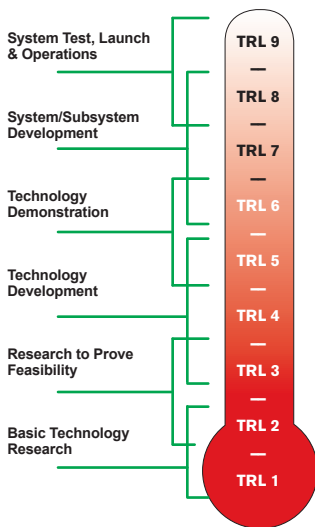 System Test, Launch
& Operations
System/Subsystem
Development
Technology
Demonstration
Technology
Development
Research to Prove
Feasibility
Basic Technology
Research
TRL 9
TRL 8
TRL 7
TRL 6
TRL 5
TRL 4
TRL 3
TRL 2
TRL 1